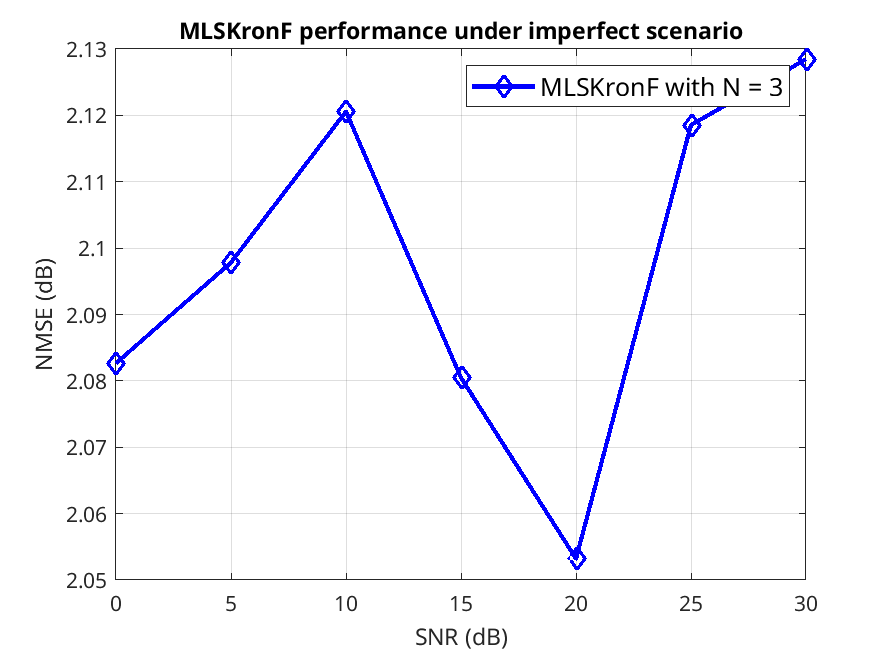 MLSKronF performance under imperfect scenario
2.13
2.12
2.11
2.1
2.09
2.08
2.07
2.06
2.05
NMSE (dB)
MLSKronF with N = 3
0 5 10 15 20 25 30
SNR (dB)